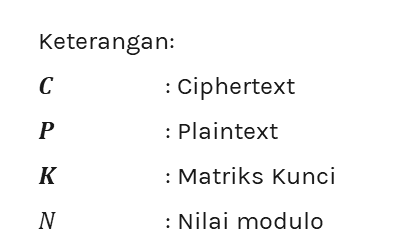 Keterangan:
C : Ciphertext
P : Plaintext
K : Matriks Kunci
N : Nilai modulo